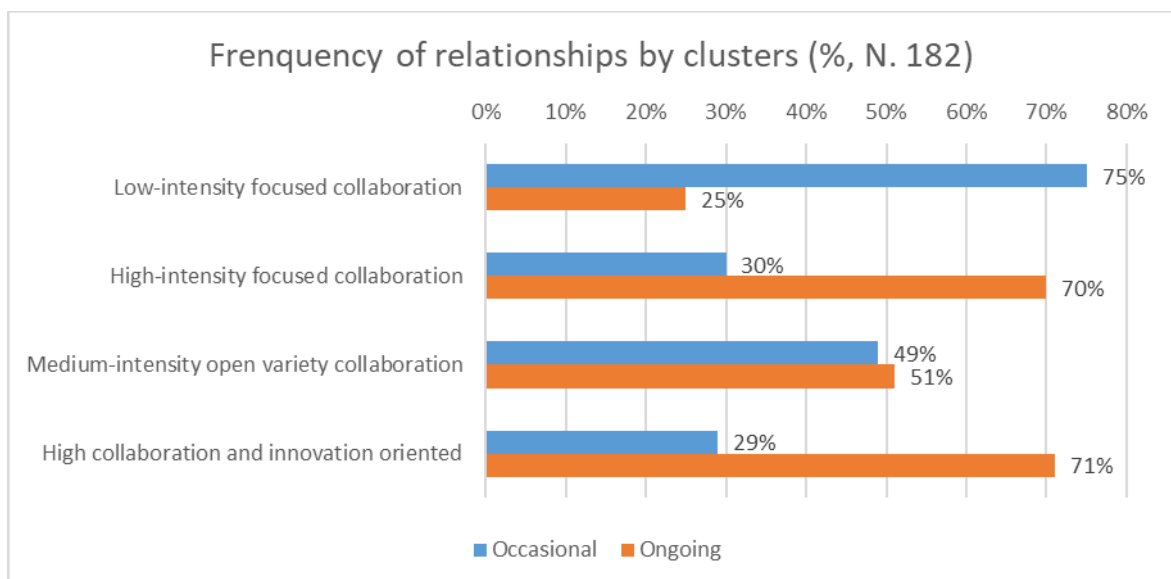 Frenquency of relationships by clusters (%, N. 182)
0% 10% 20% 30% 40% 50% 60% 70% 80%
Low-intensity focused collaboration
75%
25%
High-intensity focused collaboration
30%
70%
Medium-intensity open variety collaboration
49%
51%
High collaboration and innovation oriented
29%
71%
Occasional Ongoing